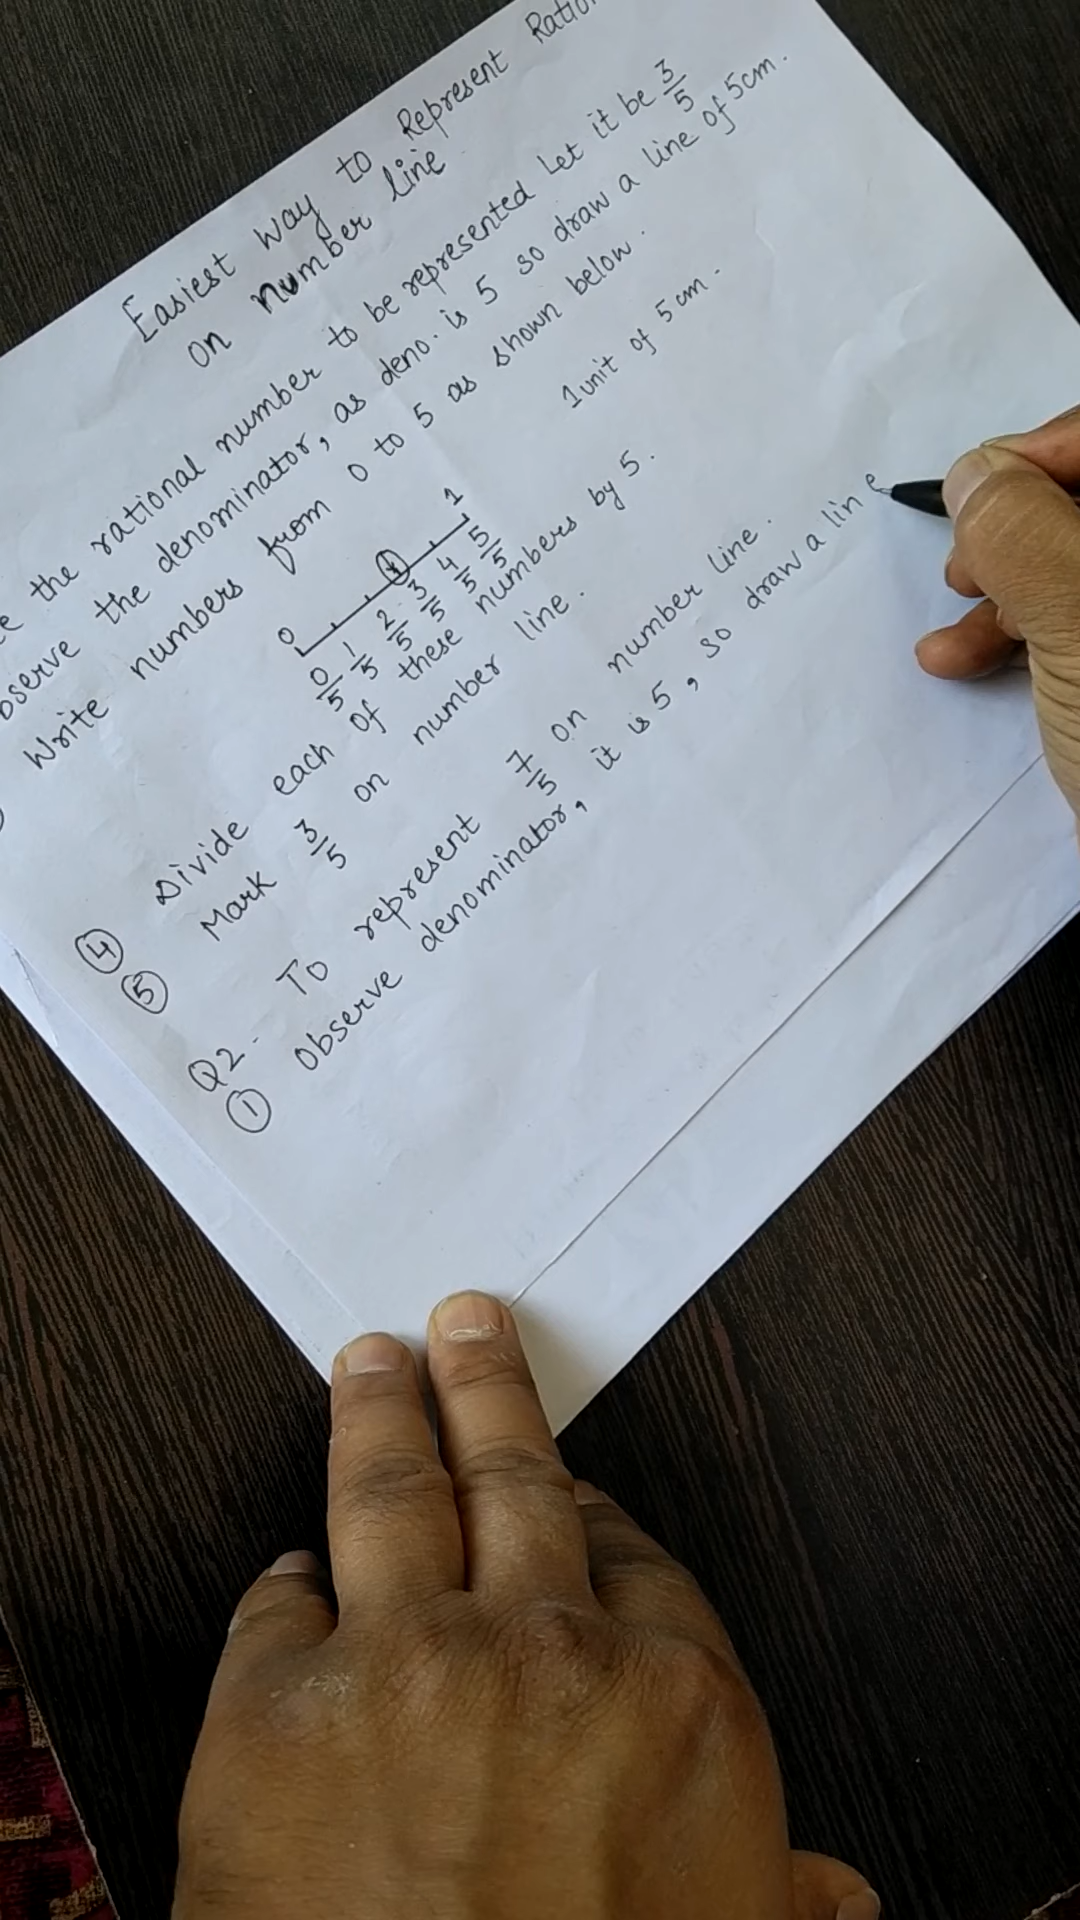 Easiest way to Represent
on number line
the rational number to be represented Let it be 3/5
observe the denominator, as deno. is 5 so draw a line of 5cm.
Write numbers from 0 to 5 as shown below.
1 unit of 5 cm.
0 1
0/5 1/5 2/5 3/5 4/5 5/5
④ Divide each of these numbers by 5.
⑤ Mark 3/5 on number line.
Q2- To represent 7/5 on number line.
① Observe denominator, it is 5, so draw a line